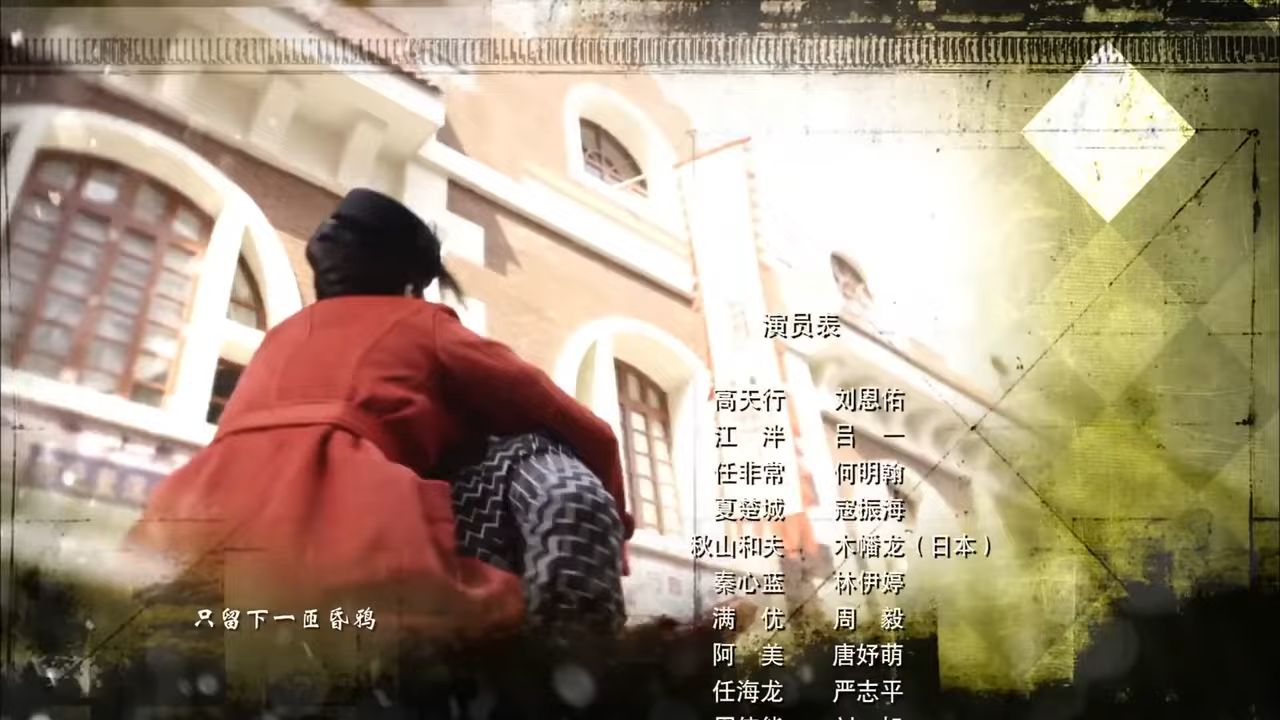 演员表
高天行 刘恩佑
江 泮 吕 一
任非常 何明翰
夏楚城 寇振海
秋山和夫 木幡龙（日本）
秦心蓝 林伊婷
满 优 周 毅
阿 美 唐妤萌
任海龙 严志平
只留下一匝昏鸦